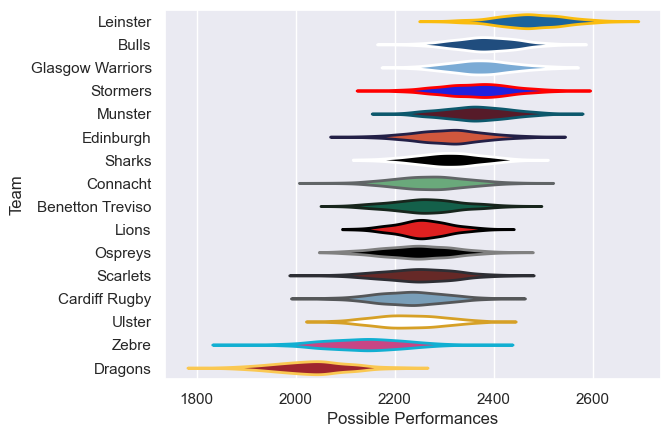 Leinster
Bulls
Glasgow Warriors
Stormers
Munster
Edinburgh
Sharks
Connacht
Benetton Treviso
Lions
Ospreys
Scarlets
Cardiff Rugby
Ulster
Zebre
Dragons
Team
1800 2000 2200 2400 2600
Possible Performances